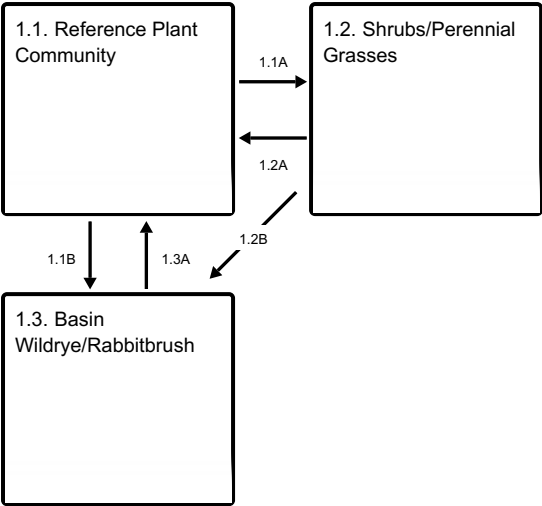 1.1. Reference Plant
Community
1.2. Shrubs/Perennial
Grasses
1.1A
1.2A
1.2B
1.1B
1.3A
1.3. Basin
Wildrye/Rabbitbrush